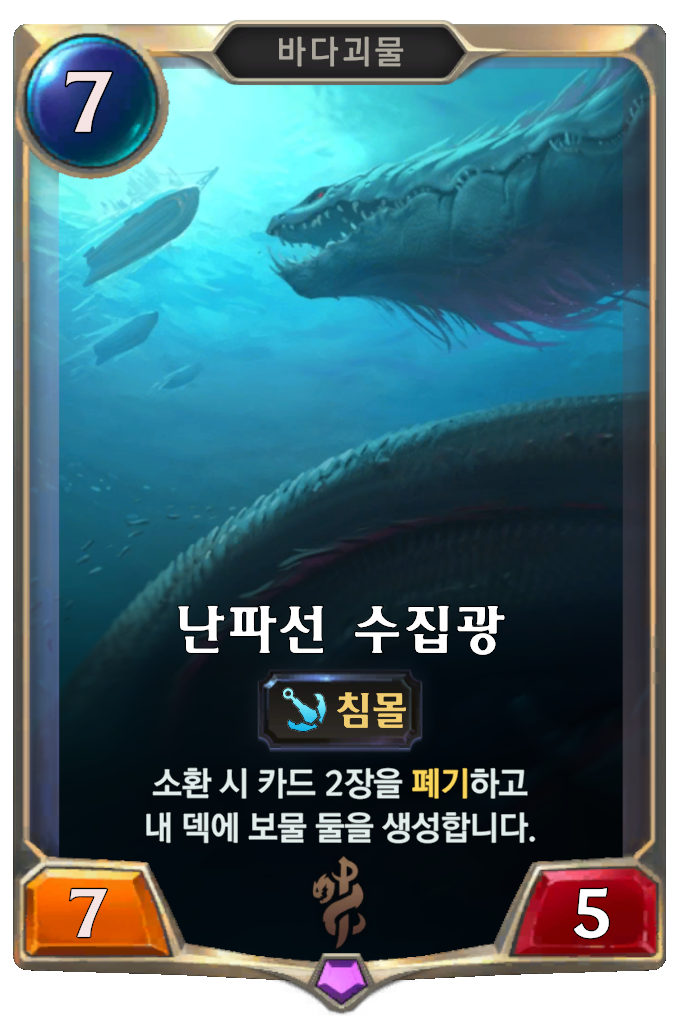 바다괴물
7
난파선 수집광
침몰
소환 시 카드 2장을 폐기하고
내 덱에 보물 둘을 생성합니다.
7
5